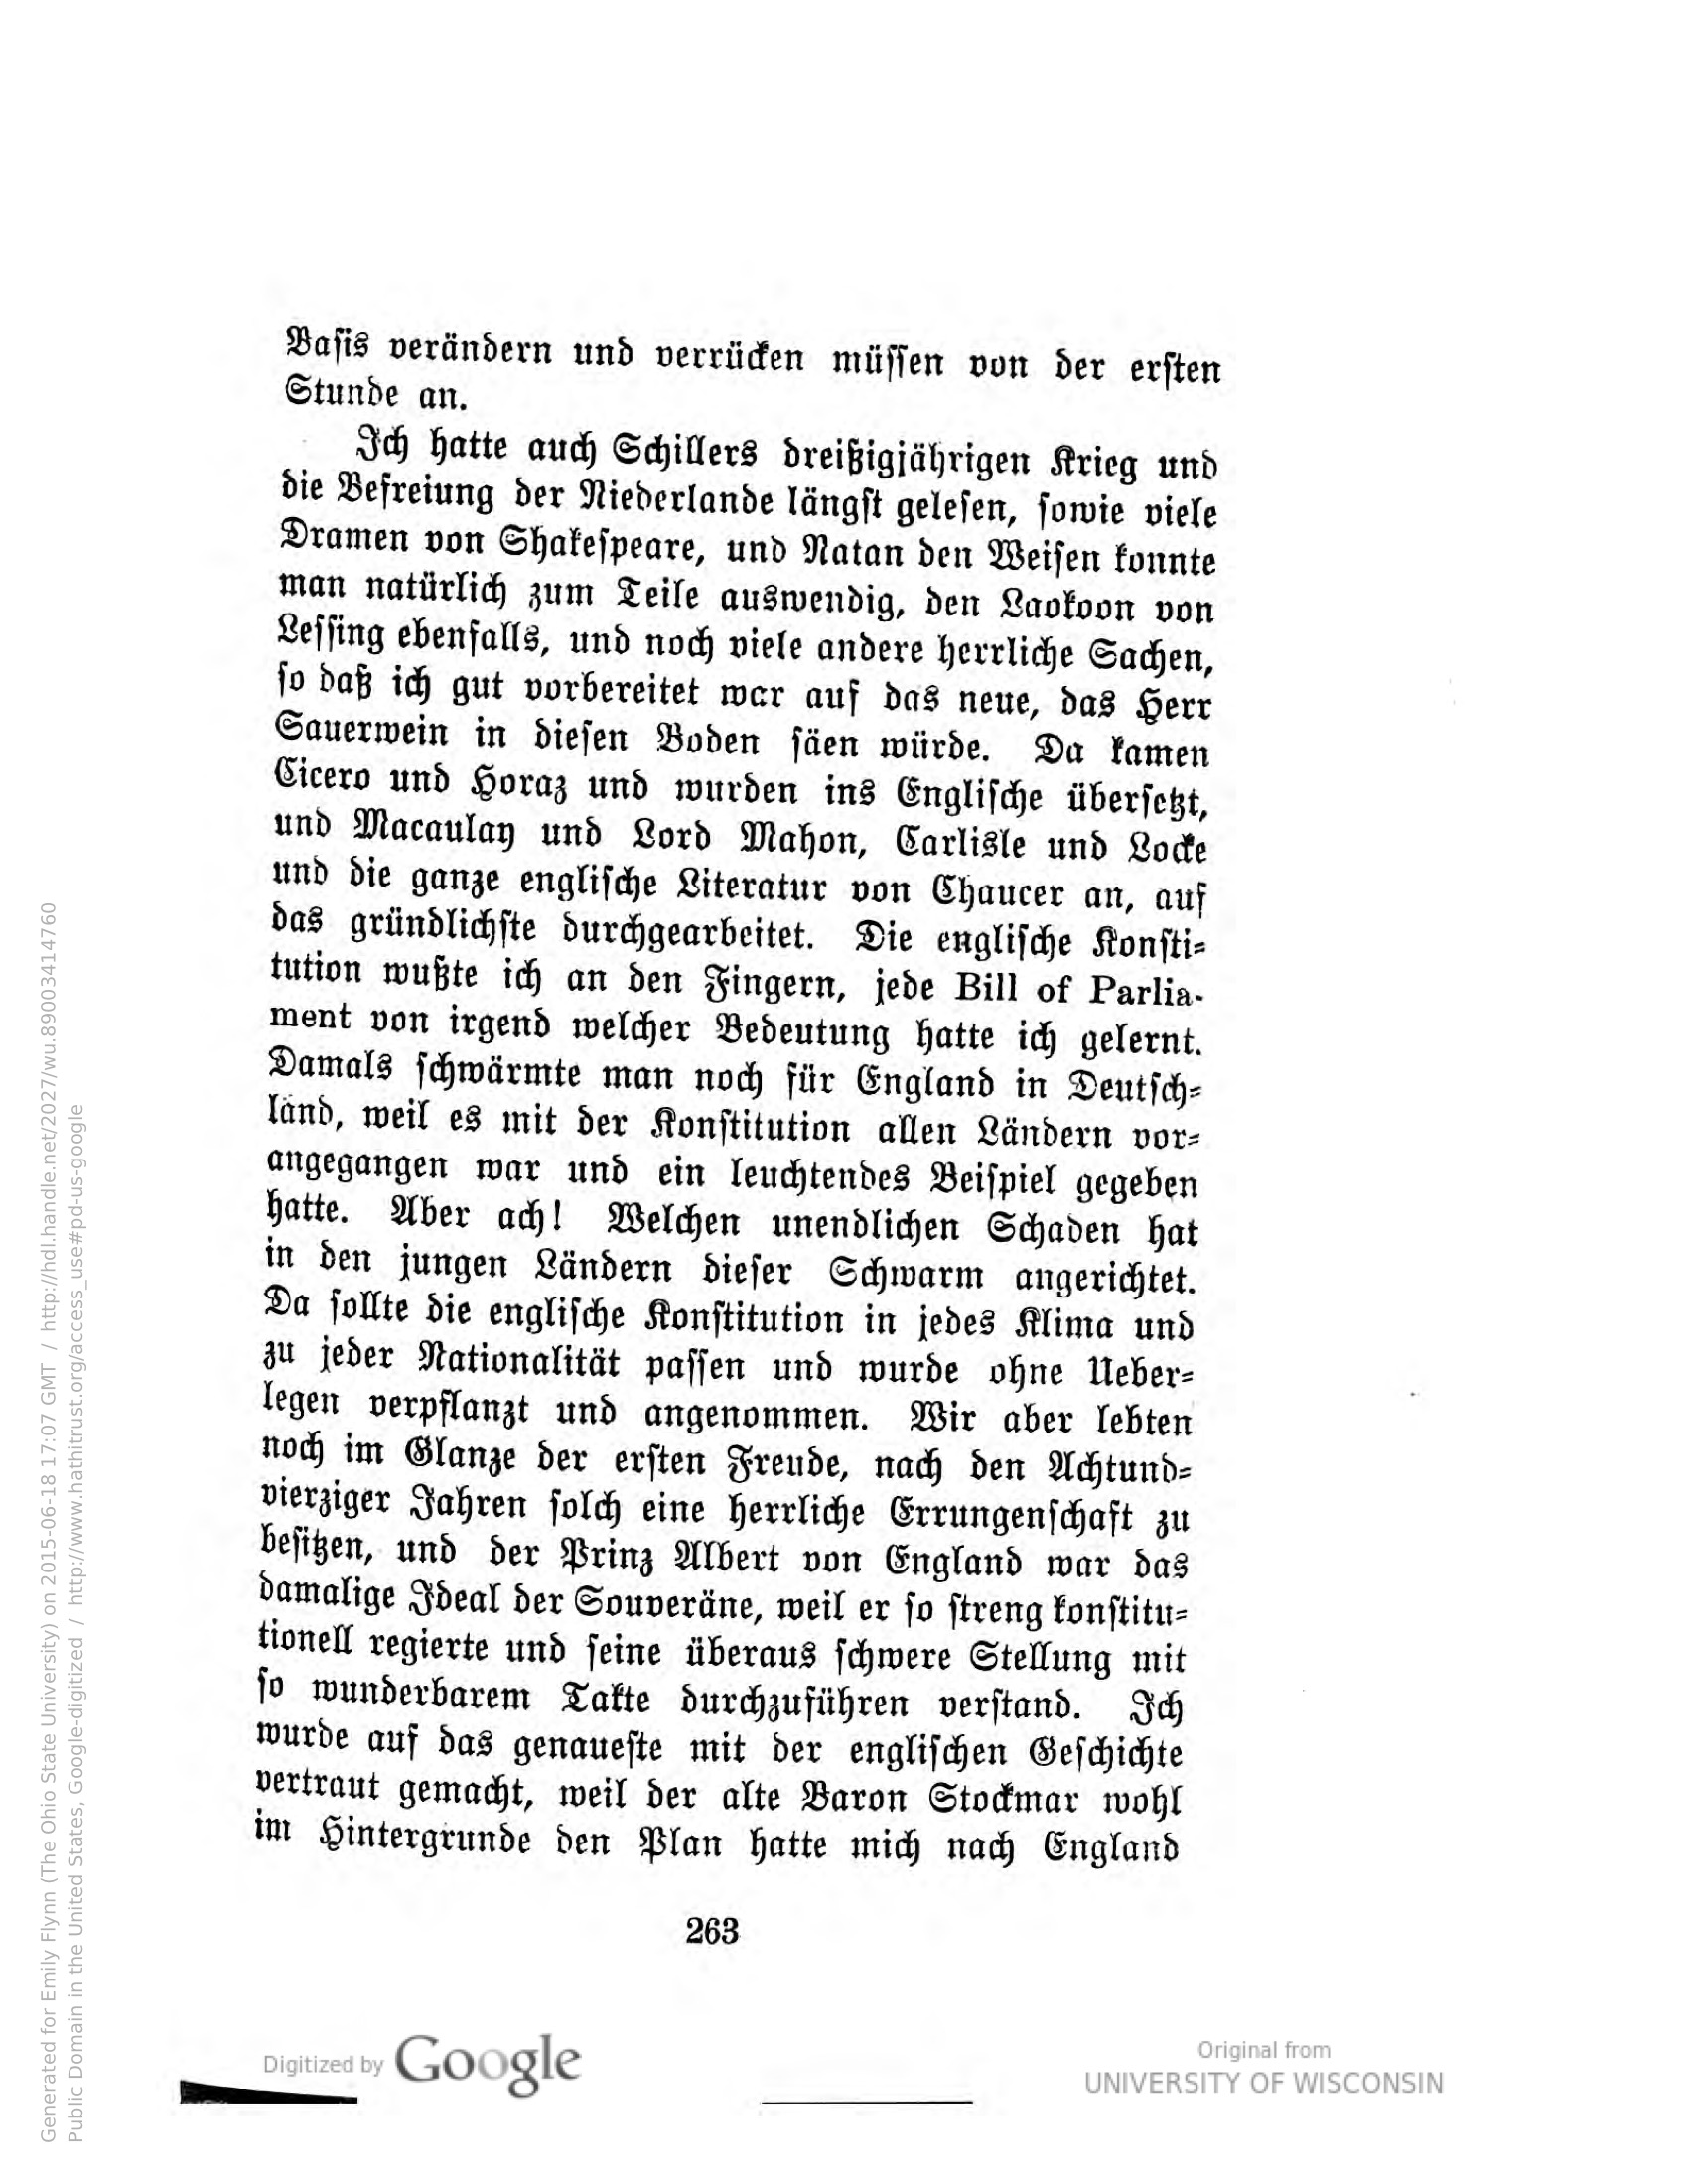 Basis verändern und verrücken müssen von der ersten
Stunde an.
Ich hatte auch Schillers dreißigjährigen Krieg und
die Befreiung der Niederlande längst gelesen, sowie viele
Dramen von Shakespeare, und Natan den Weisen konnte
man natürlich zum Teile auswendig, den Laokoon von
Lessing ebenfalls, und noch viele andere herrliche Sachen,
so daß ich gut vorbereitet war auf das neue, das Herr
Sauerwein in diesen Boden säen würde. Da kamen
Cicero und Horaz und wurden ins Englische übersetzt,
und Macaulay und Lord Mahon, Carlisle und Locke
und die ganze englische Literatur von Chaucer an, auf
das gründlichste durchgearbeitet. Die englische Konsti-
tution wußte ich an den Fingern, jede Bill of Parlia-
ment von irgend welcher Bedeutung hatte ich gelernt.
Damals schwärmte man noch für England in Deutsch-
land, weil es mit der Konstitution allen Ländern vor-
angegangen war und ein leuchtendes Beispiel gegeben
hatte. Aber ach! Welchen unendlichen Schaden hat
in den jungen Ländern dieser Schwarm angerichtet.
Da sollte die englische Konstitution in jedes Klima und
zu jeder Nationalität passen und wurde ohne Ueber-
legen verpflanzt und angenommen. Wir aber lebten
noch im Glanze der ersten Freude, nach den Achtund-
vierziger Jahren solch eine herrliche Errungenschaft zu
besitzen, und der Prinz Albert von England war das
damalige Ideal der Souveräne, weil er so streng konstitu-
tionell regierte und seine überaus schwere Stellung mit
so wunderbarem Takte durchzuführen verstand. Ich
wurde auf das genaueste mit der englischen Geschichte
vertraut gemacht, weil der alte Baron Stockmar wohl
im Hintergrunde den Plan hatte mich nach England
263
Digitized by Google
Original from
UNIVERSITY OF WISCONSIN
Generated for Emily Flynn (The Ohio State University) on 2015-06-18 17:07 GMT / http://hdl.handle.net/2027/wu.89003414760
Public Domain in the United States, Google-digitized / http://www.hathitrust.org/access_use#pd-us-google